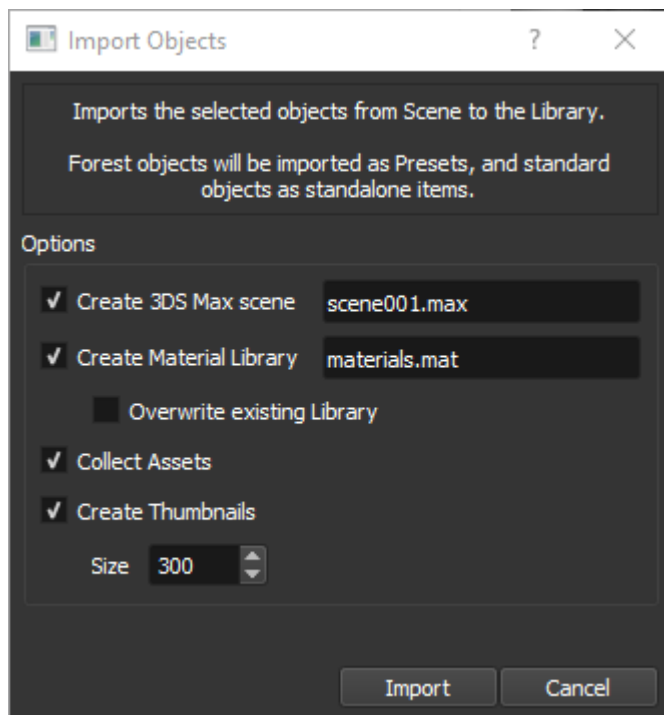 Import Objects
Imports the selected objects from Scene to the Library.
Forest objects will be imported as Presets, and standard
objects as standalone items.
Options
Create 3DS Max scene scene001.max
Create Material Library materials.mat
Overwrite existing Library
Collect Assets
Create Thumbnails
Size 300
Import Cancel